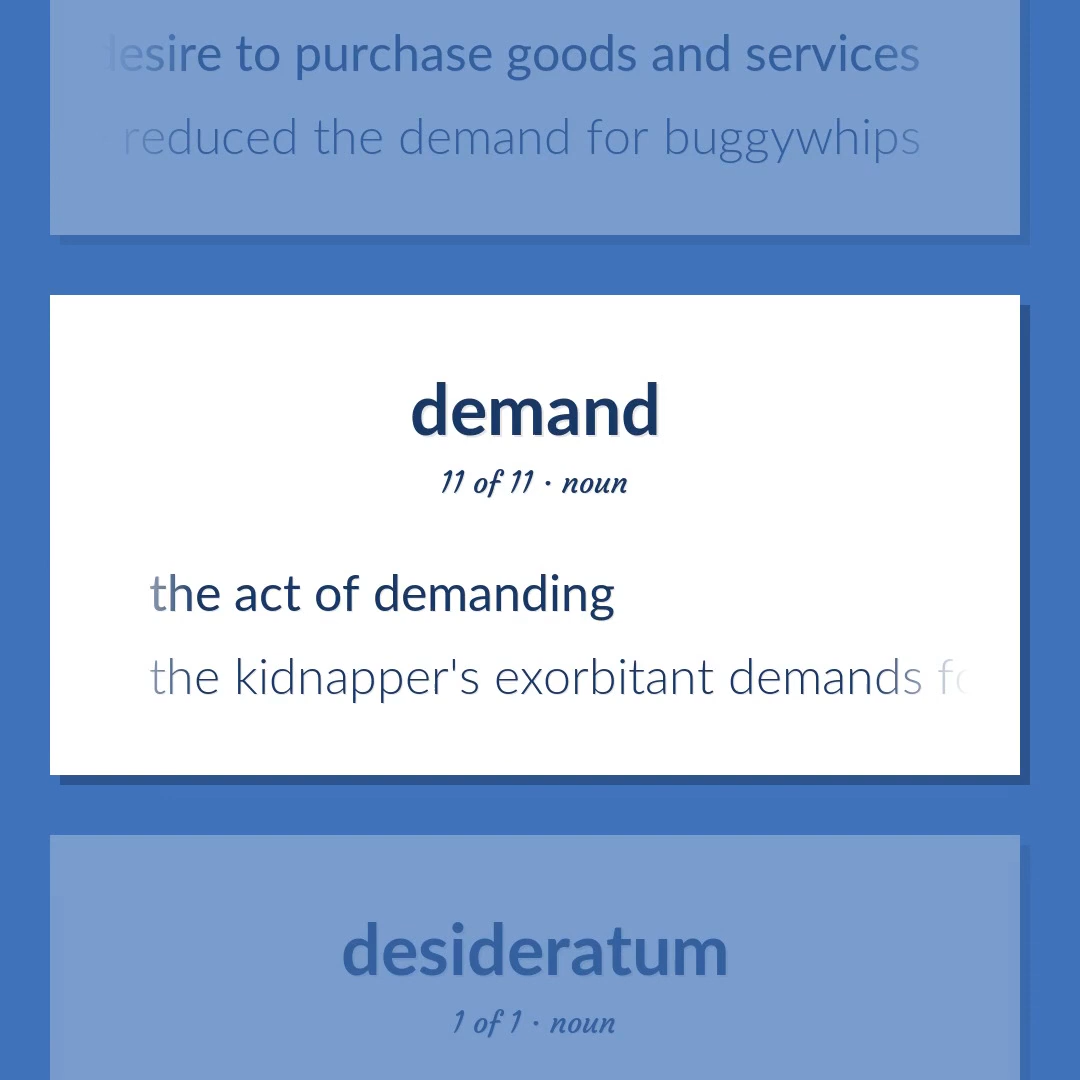 desire to purchase goods and services
reduced the demand for buggywhips
demand
11 of 11 · noun
the act of demanding
the kidnapper's exorbitant demands
desideratum
1 of 1 · noun